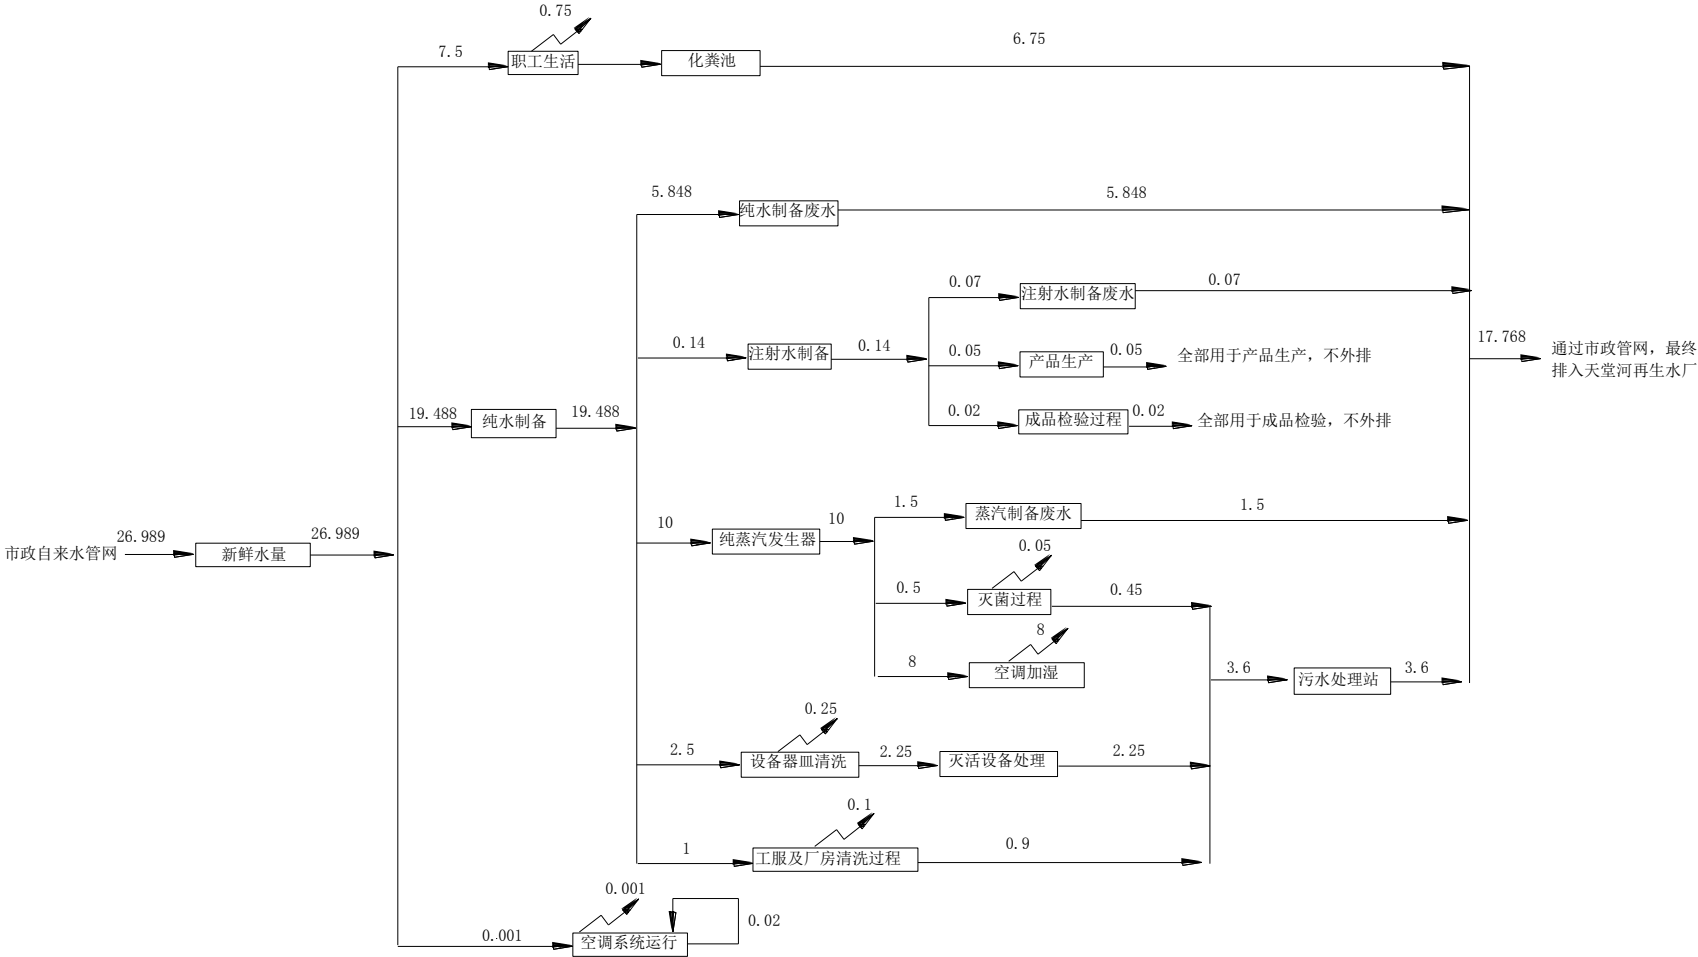 0.75
7.5
职工生活
化粪池
6.75
5.848
纯水制备废水
5.848
0.07
注射水制备废水
0.07
0.14
注射水制备
0.14
0.05
产品生产
0.05
全部用于产品生产，不外排
17.768
通过市政管网，最终
排入天堂河再生水厂
19.488
纯水制备
19.488
0.02
成品检验过程
0.02
全部用于成品检验，不外排
1.5
蒸汽制备废水
1.5
市政自来水管网
26.989
新鲜水量
26.989
10
纯蒸汽发生器
10
0.05
0.5
灭菌过程
0.45
8
8
空调加湿
3.6
污水处理站
3.6
0.25
2.5
设备器皿清洗
2.25
灭活设备处理
2.25
0.1
1
工服及厂房清洗过程
0.9
0.001
0.001
空调系统运行
0.02